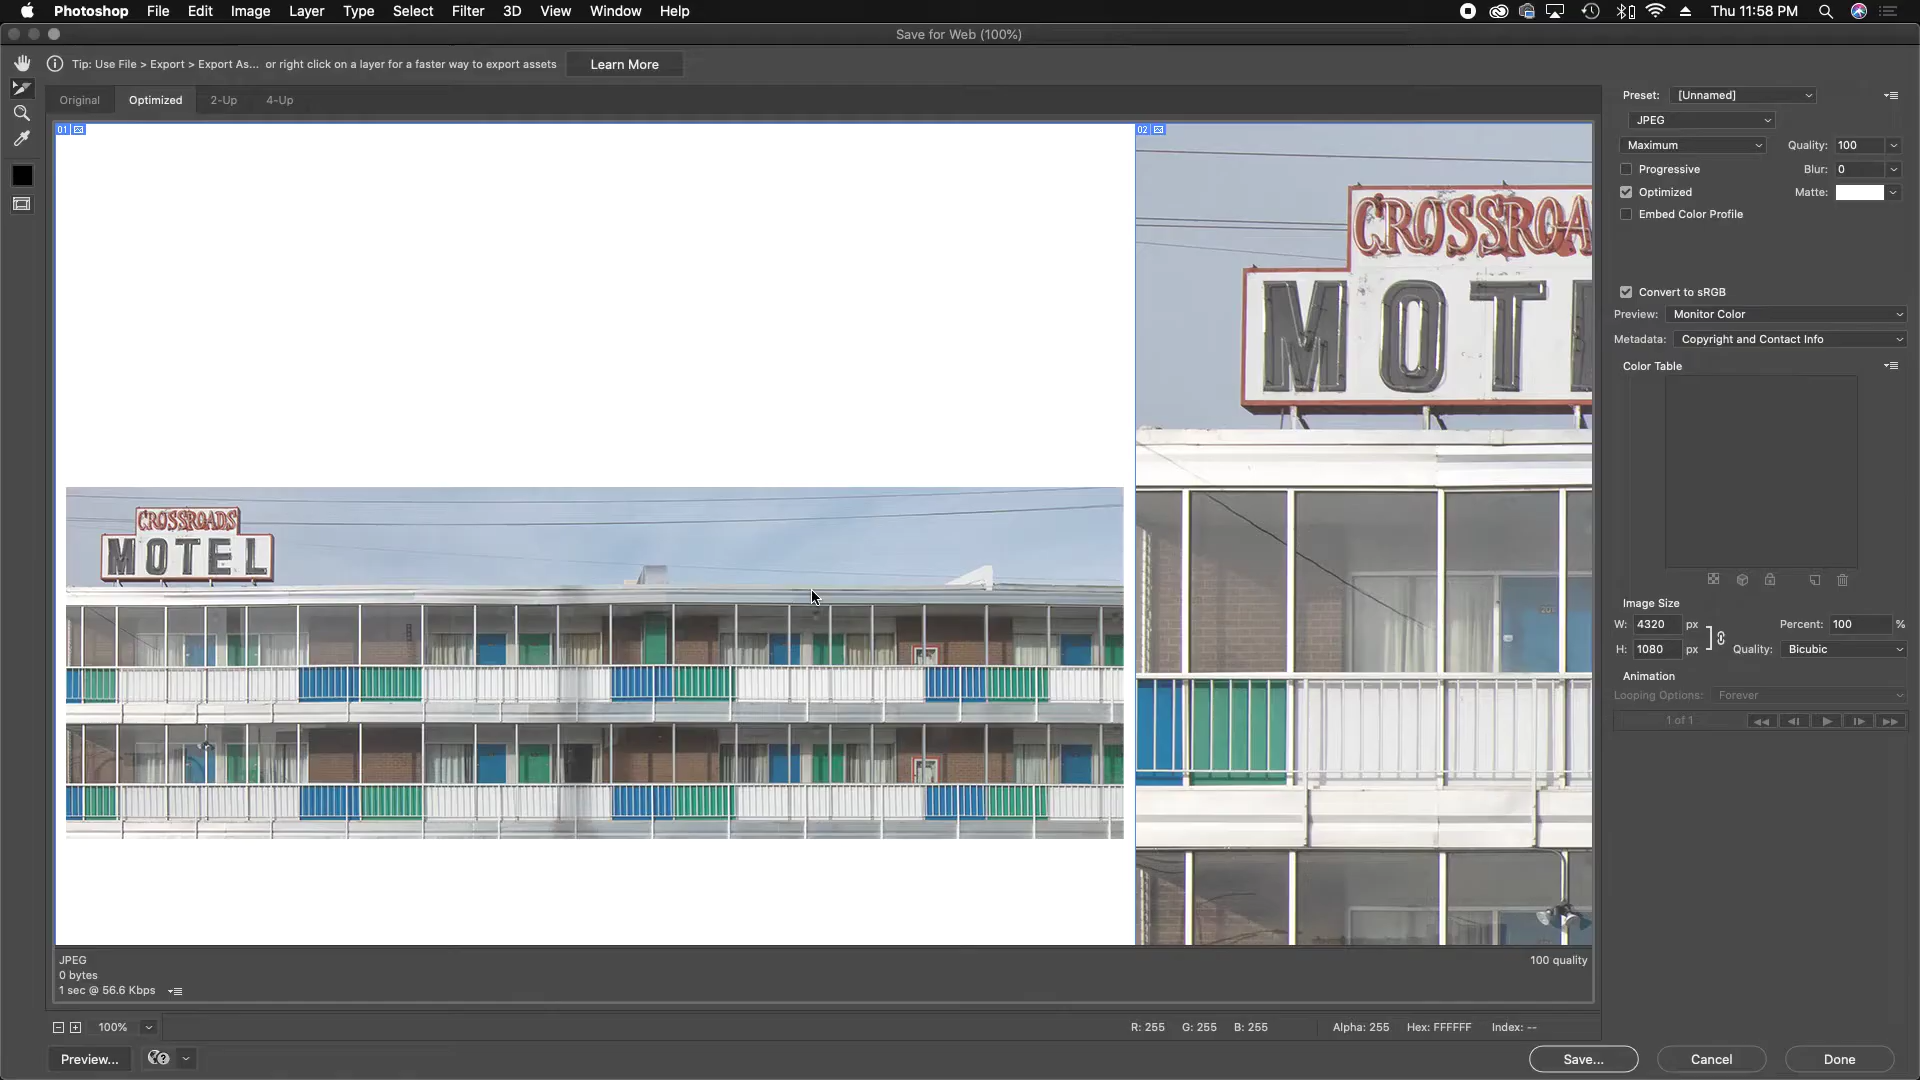 Photoshop File Edit Image Layer Type Select Filter 3D View Window Help Thu 11:58 PM
Save for Web (100%)
Tip: Use File > Export > Export As... or right click on a layer for a faster way to export assets Learn More
Original Optimized 2-Up 4-Up
Preset: [Unnamed]
JPEG
Maximum Quality: 100
Progressive Blur: 0
Optimized Matte:
Embed Color Profile
Convert to sRGB
Preview: Monitor Color
Metadata: Copyright and Contact Info
Color Table
Image Size
W: 4320 px Percent: 100 %
H: 1080 px Quality: Bicubic
Animation
Looping Options: Forever
1 of 1
01
02
CROSSROADS
MOTEL
CROSSROA
MOT
201
JPEG
0 bytes
1 sec @ 56.6 Kbps
100 quality
100% R: 255 G: 255 B: 255 Alpha: 255 Hex: FFFFFF Index: --
Preview... Save... Cancel Done